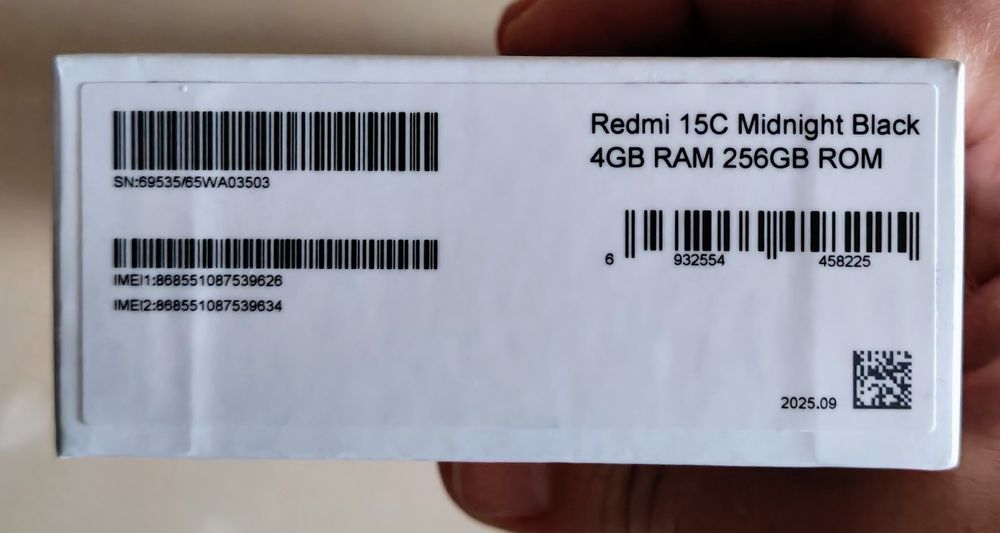 SN:69535/65WA03503
IMEI1:868551087539626
IMEI2:868551087539634
Redmi 15C Midnight Black
4GB RAM 256GB ROM
6 932554 458225
2025.09